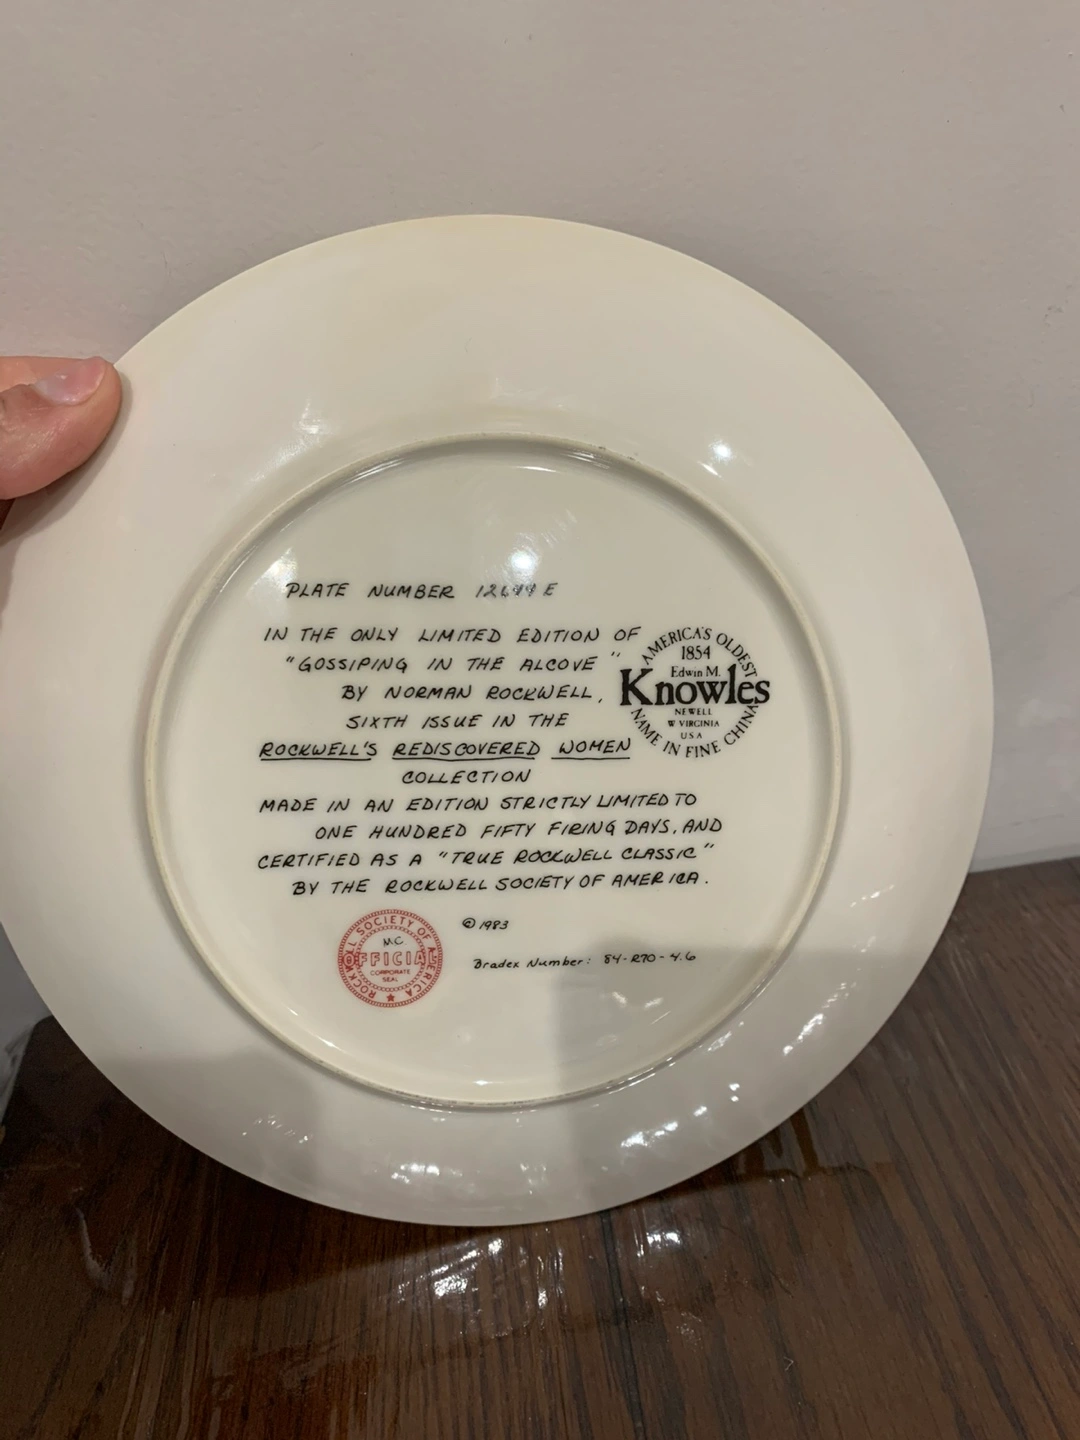 PLATE NUMBER
IN THE ONLY LIMITED EDITION OF
"GOSSIPING IN THE ALCOVE"
BY NORMAN ROCKWELL,
SIXTH ISSUE IN THE
ROCKWELL'S REDISCOVERED WOMEN
COLLECTION
MADE IN AN EDITION STRICTLY LIMITED TO
ONE HUNDRED FIFTY FIRING DAYS, AND
CERTIFIED AS A "TRUE ROCKWELL CLASSIC"
BY THE ROCKWELL SOCIETY OF AMERICA.
AMERICA'S OLDEST
1854
Edwin M.
Knowles
NEWELL
W VIRGINIA
USA
NAME IN FINE CHINA
ROCKWELL SOCIETY OF AMERICA
MC
OFFICIAL
CORPORATE
SEAL
© 1983
Bradex Number: 84-R70-4.6